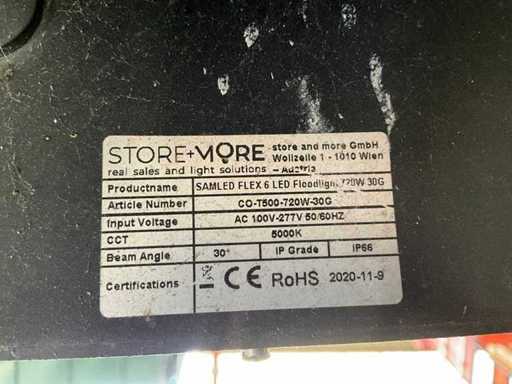 STORE+MORE store and more GmbH
real sales and light solutions Wollzeile 1 - 1010 Wien
– Austria
Productname SAMLED FLEX 6 LED Floodlight 720W 30G
Article Number CO-T500-720W-30G
Input Voltage AC 100V-277V 50/60HZ
CCT 5000K
Beam Angle 30° IP Grade IP66
Certifications CE RoHS 2020-11-9